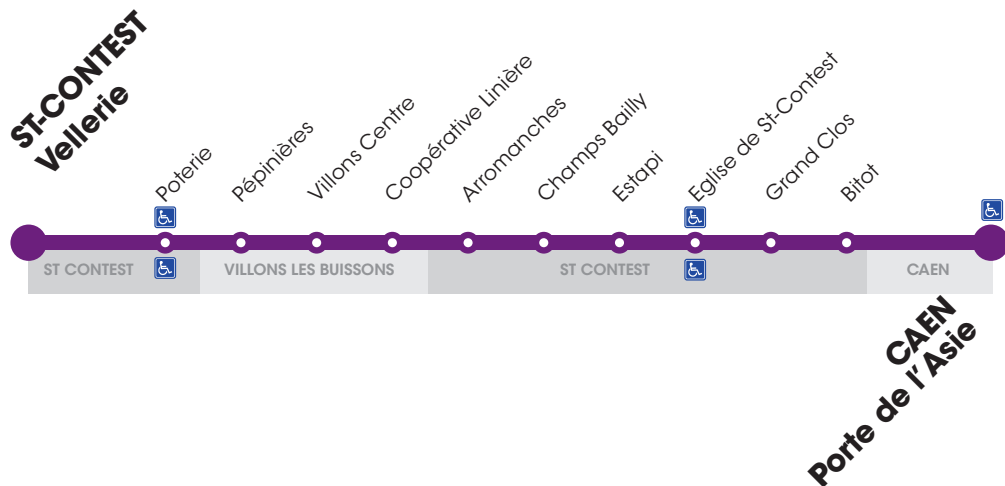 ST-CONTEST
Vellerie
Poterie
Pépinières
Villons Centre
Coopérative Linière
Arromanches
Champs Bailly
Estapi
Eglise de St-Contest
Grand Clos
Bitot
ST CONTEST
VILLONS LES BUISSONS
ST CONTEST
CAEN
CAEN
Porte de l'Asie